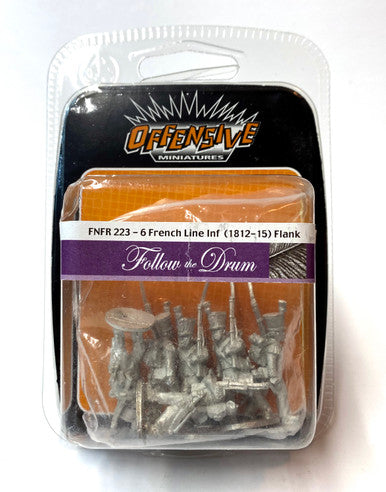 OFFENSIVE
MINIATURES
FNFR 223 – 6 French Line Inf (1812-15) Flank
Follow the Drum